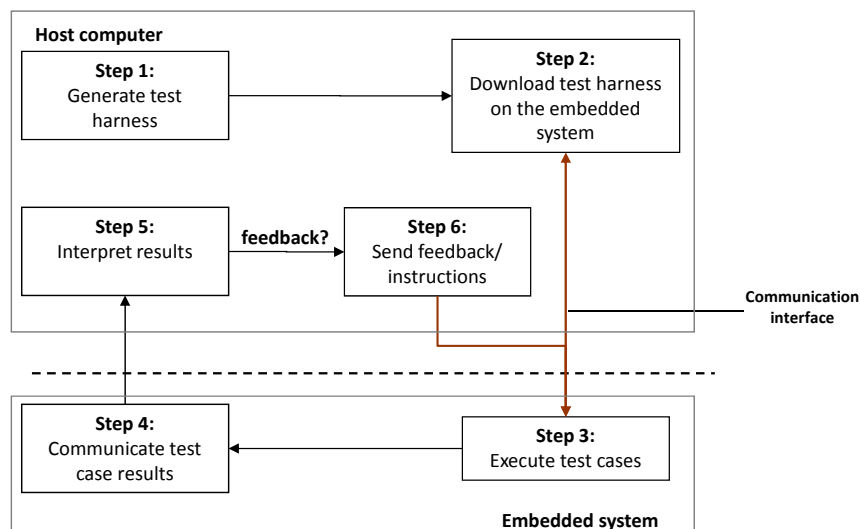 Host computer
Step 1:
Generate test
harness
Step 2:
Download test harness
on the embedded
system
Step 5:
Interpret results
feedback?
Step 6:
Send feedback/
instructions
Communication
interface
Step 4:
Communicate test
case results
Step 3:
Execute test cases
Embedded system